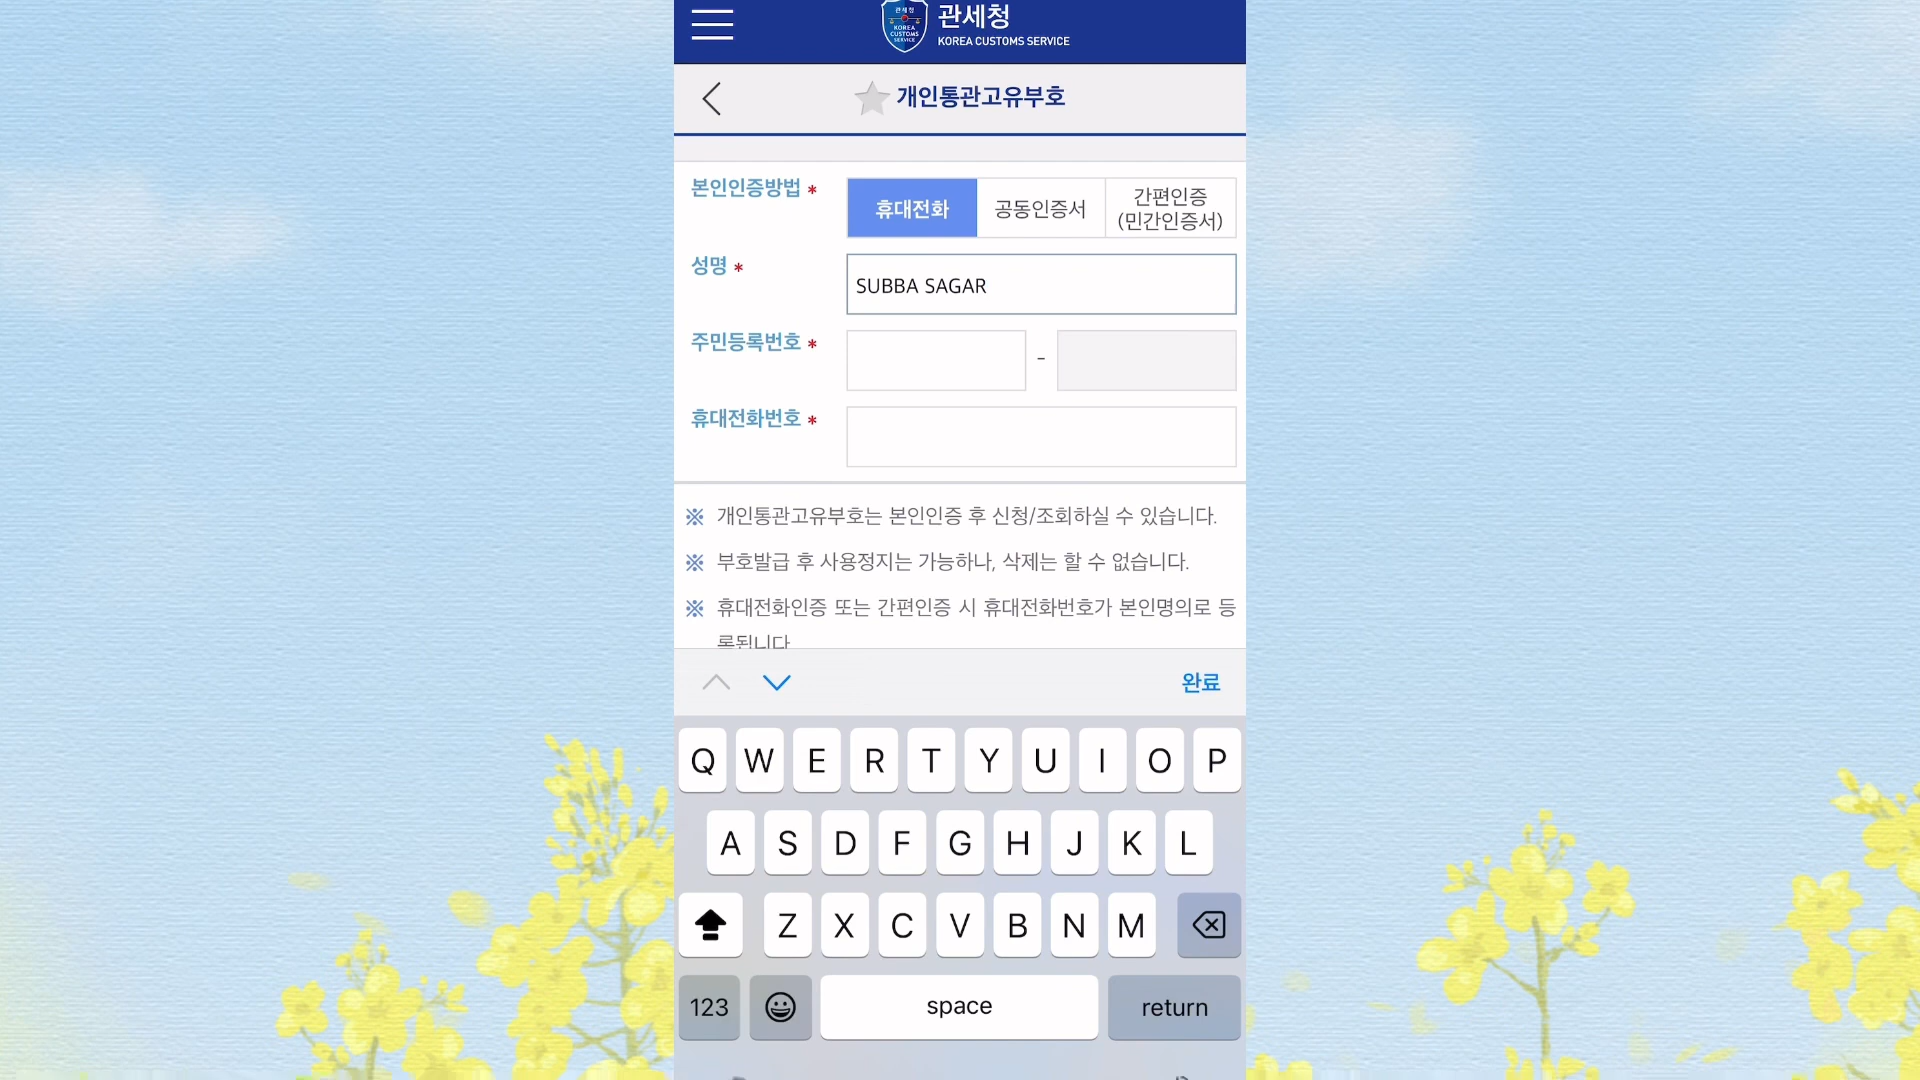 관세청
KOREA CUSTOMS SERVICE
관세청
KOREA
CUSTOMS
SERVICE
개인통관고유부호
본인인증방법 *
휴대전화
공동인증서
간편인증
(민간인증서)
성명 *
SUBBA SAGAR
주민등록번호 *
-
휴대전화번호 *
※ 개인통관고유부호는 본인인증 후 신청/조회하실 수 있습니다.
※ 부호발급 후 사용정지는 가능하나, 삭제는 할 수 없습니다.
※ 휴대전화인증 또는 간편인증 시 휴대전화번호가 본인명의로 등
록됩니다
완료
Q W E R T Y U I O P
A S D F G H J K L
Z X C V B N M
123 space return